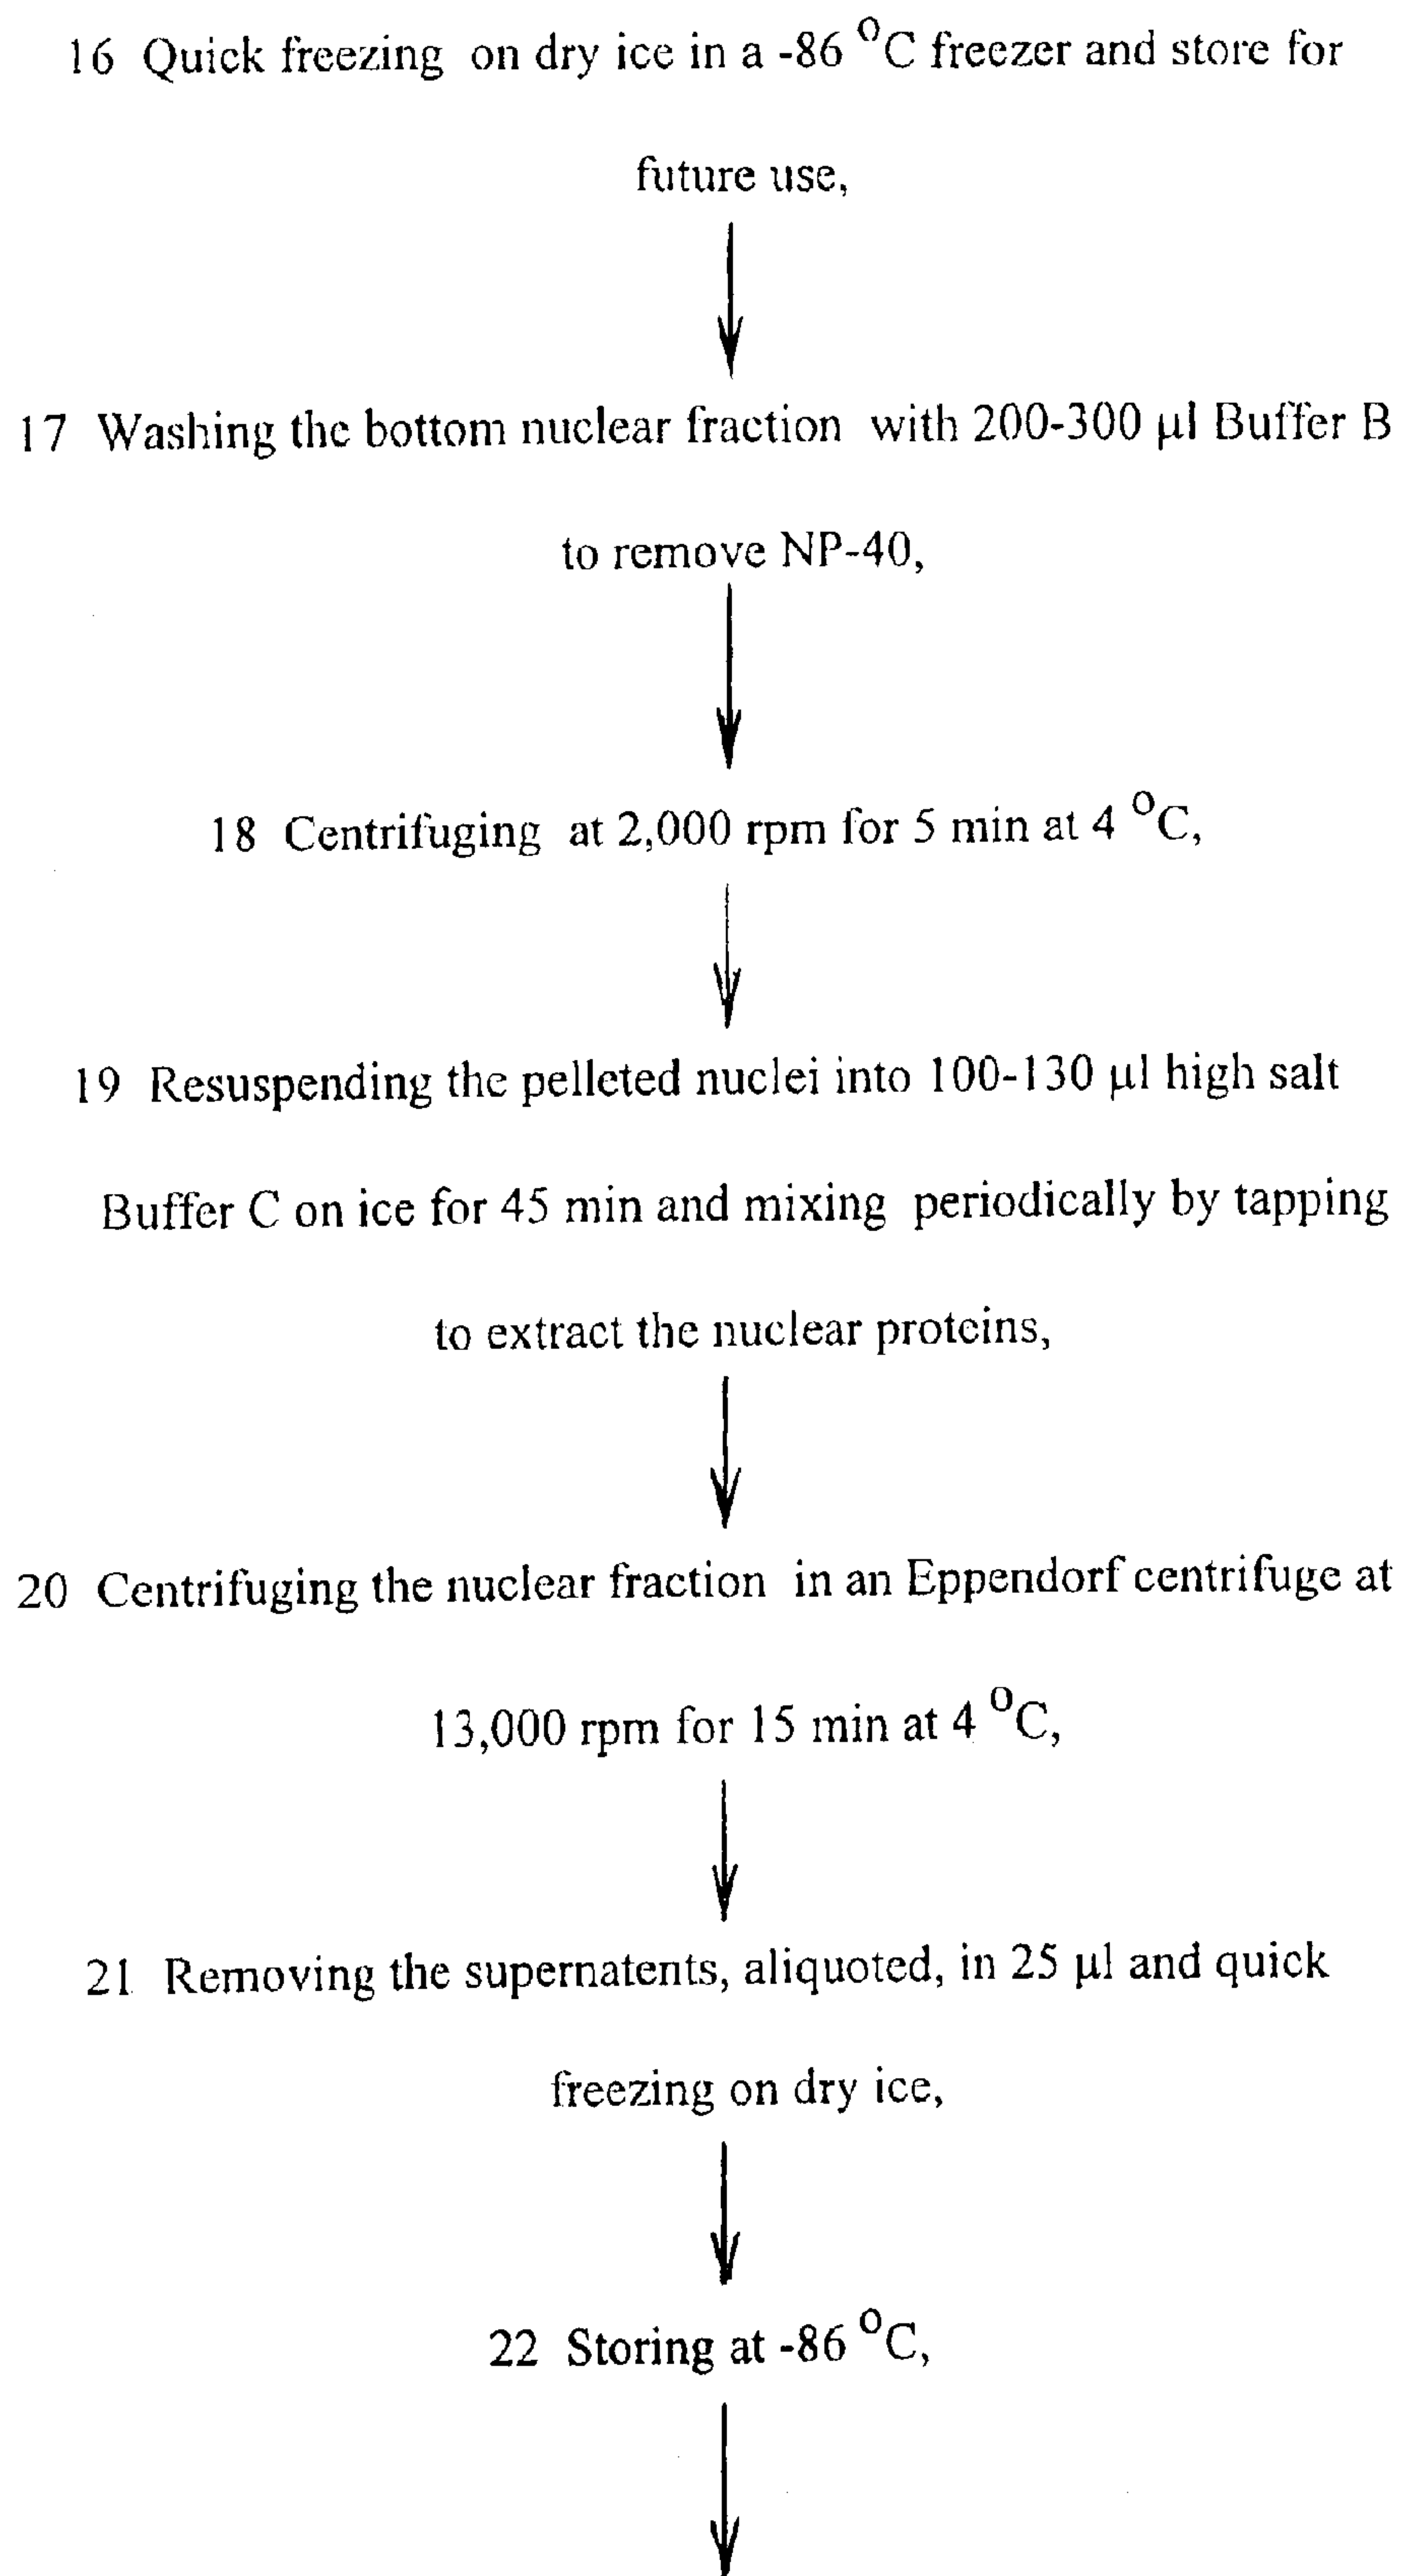 16 Quick freezing on dry ice in a -86 °C freezer and store for
future use,
17 Washing the bottom nuclear fraction with 200-300 µl Buffer B
to remove NP-40,
18 Centrifuging at 2,000 rpm for 5 min at 4 °C,
19 Resuspending the pelleted nuclei into 100-130 µl high salt
Buffer C on ice for 45 min and mixing periodically by tapping
to extract the nuclear proteins,
20 Centrifuging the nuclear fraction in an Eppendorf centrifuge at
13,000 rpm for 15 min at 4 °C,
21 Removing the supernatents, aliquoted, in 25 µl and quick
freezing on dry ice,
22 Storing at -86 °C,